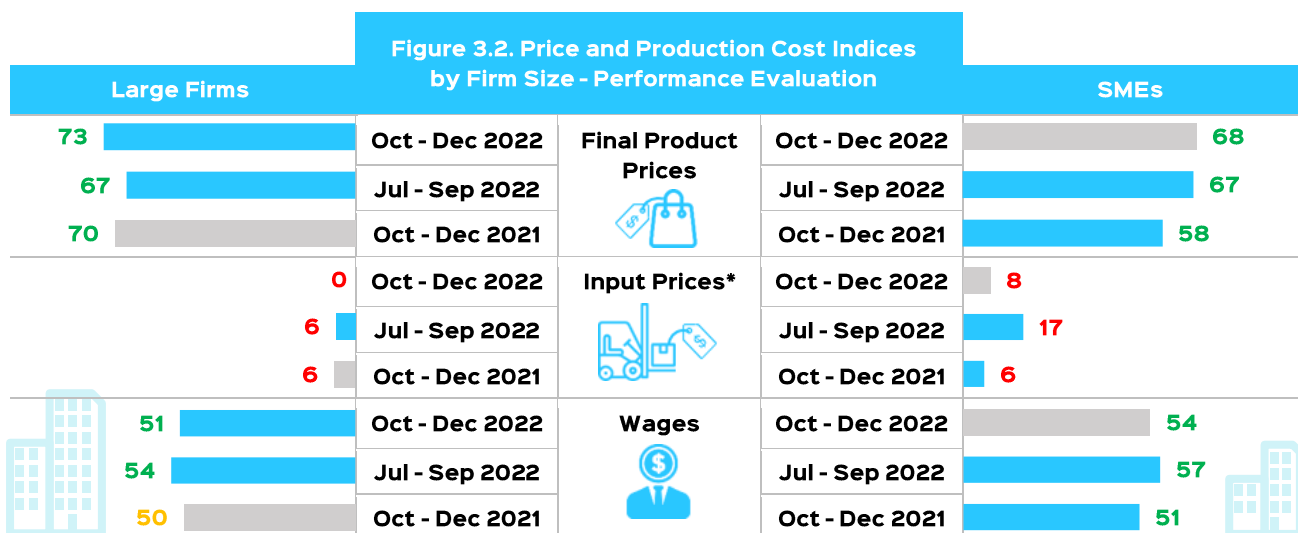 Figure 3.2. Price and Production Cost Indices
by Firm Size - Performance Evaluation
Large Firms
SMEs
73
Oct - Dec 2022
Final Product
Prices
Oct - Dec 2022
68
67
Jul - Sep 2022
Jul - Sep 2022
67
70
Oct - Dec 2021
Oct - Dec 2021
58
0
Oct - Dec 2022
Input Prices*
Oct - Dec 2022
8
6
Jul - Sep 2022
Jul - Sep 2022
17
6
Oct - Dec 2021
Oct - Dec 2021
6
51
Oct - Dec 2022
Wages
Oct - Dec 2022
54
54
Jul - Sep 2022
Jul - Sep 2022
57
50
Oct - Dec 2021
Oct - Dec 2021
51